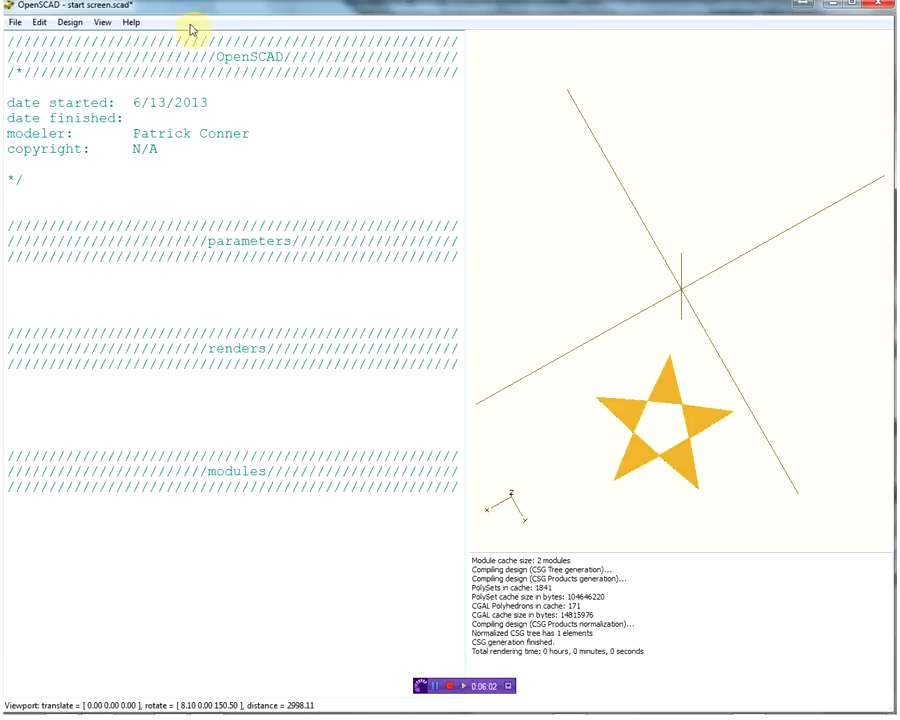 OpenSCAD - start screen.scad*
File Edit Design View Help
//////////////////////////////////////////////////////
/////////////////////////OpenSCAD/////////////////////
/*////////////////////////////////////////////////////
date started: 6/13/2013
date finished:
modeler: Patrick Conner
copyright: N/A
*/
//////////////////////////////////////////////////////
////////////////////////parameters////////////////////
//////////////////////////////////////////////////////
//////////////////////////////////////////////////////
////////////////////////renders///////////////////////
//////////////////////////////////////////////////////
//////////////////////////////////////////////////////
////////////////////////modules///////////////////////
//////////////////////////////////////////////////////
Z
x
y
Module cache size: 2 modules
Compiling design (CSG Tree generation)...
Compiling design (CSG Products generation)...
PolySets in cache: 1841
PolySet cache size in bytes: 104646220
CGAL Polyhedrons in cache: 171
CGAL cache size in bytes: 14815976
Compiling design (CSG Products normalization)...
Normalized CSG tree has 1 elements
CSG generation finished.
Total rendering time: 0 hours, 0 minutes, 0 seconds
0:06:02
Viewport: translate = [ 0.00 0.00 0.00 ], rotate = [ 8.10 0.00 150.50 ], distance = 2998.11